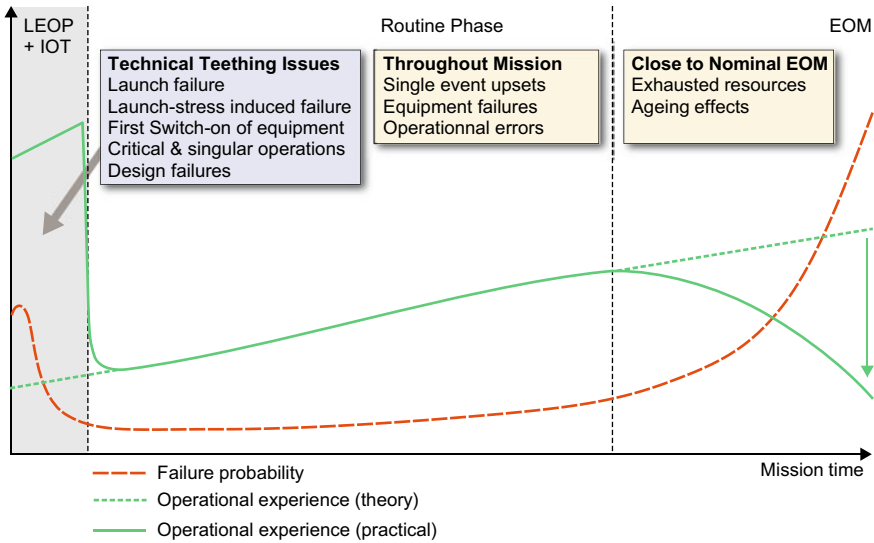 LEOP
+ IOT
Routine Phase
EOM
Technical Teething Issues
Launch failure
Launch-stress induced failure
First Switch-on of equipment
Critical & singular operations
Design failures
Throughout Mission
Single event upsets
Equipment failures
Operationnal errors
Close to Nominal EOM
Exhausted resources
Ageing effects
Mission time
Failure probability
Operational experience (theory)
Operational experience (practical)